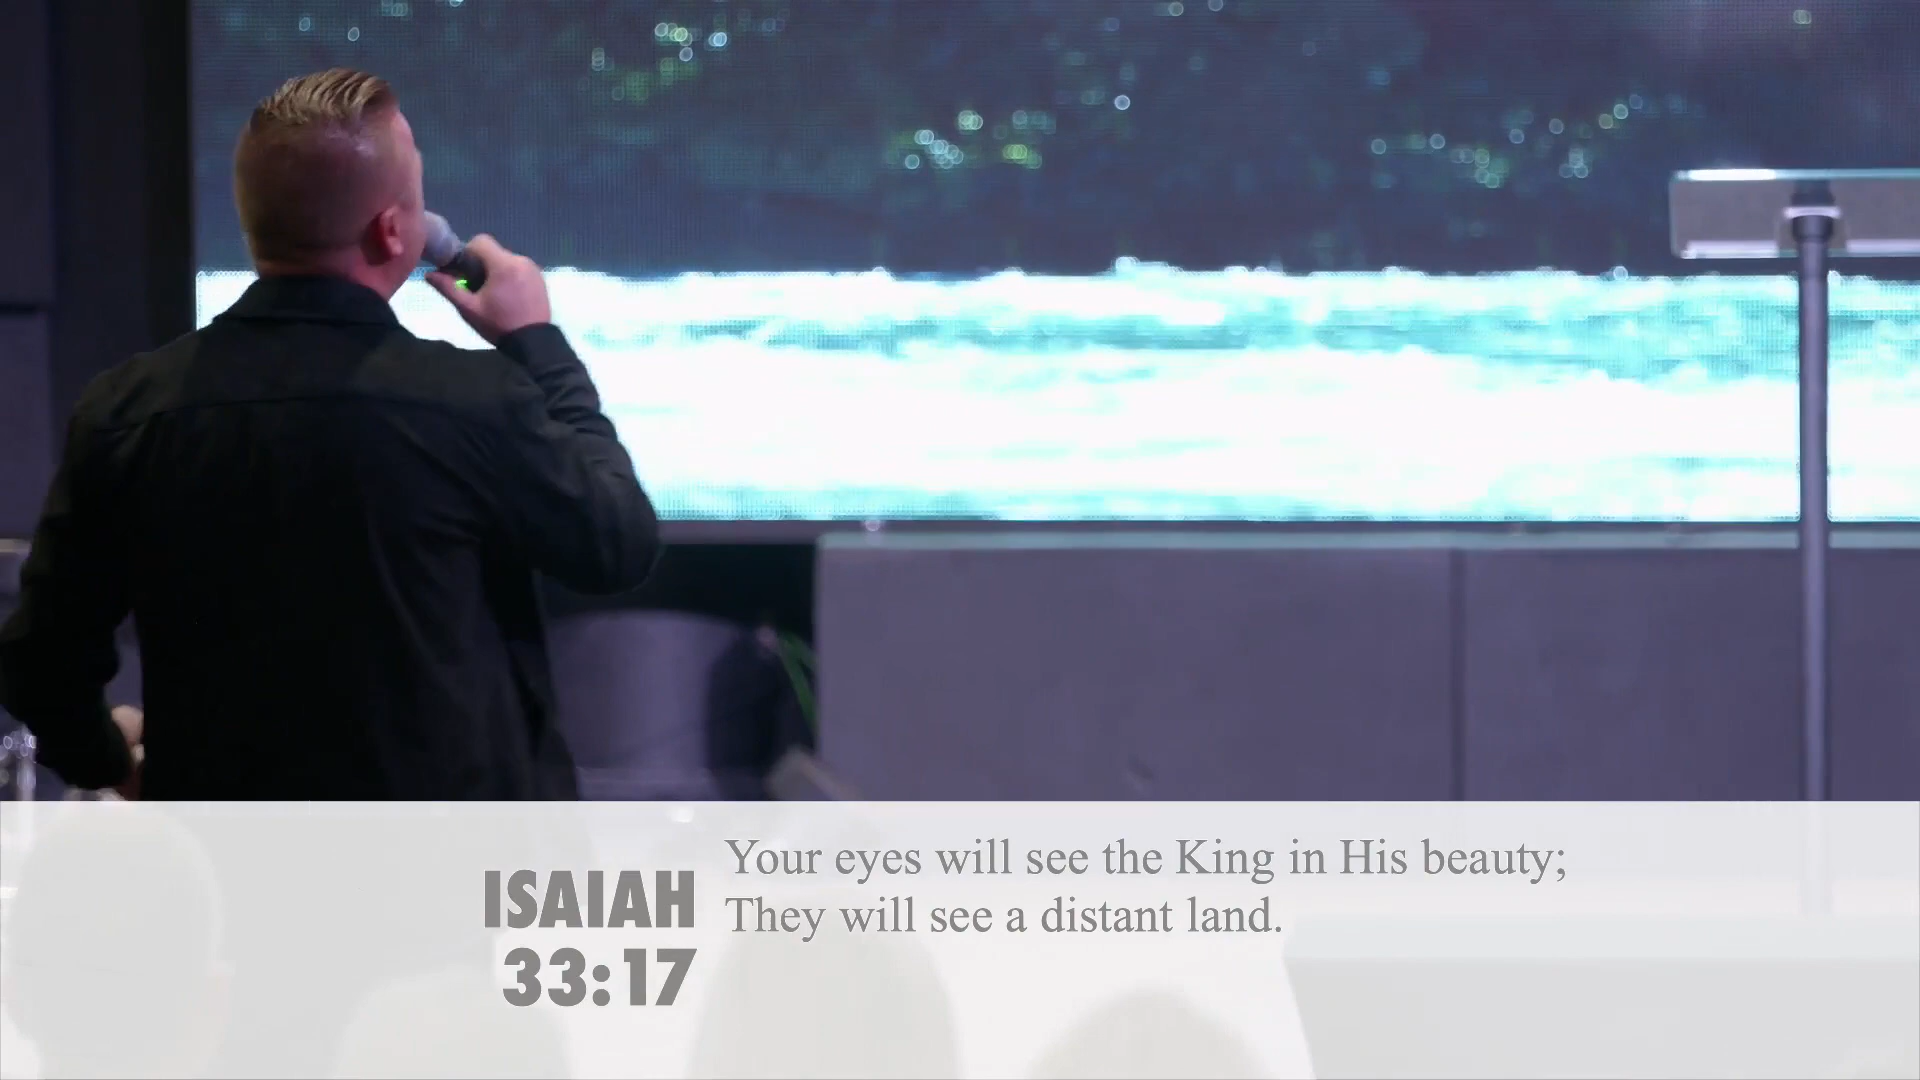 ISAIAH
33:17
Your eyes will see the King in His beauty;
They will see a distant land.